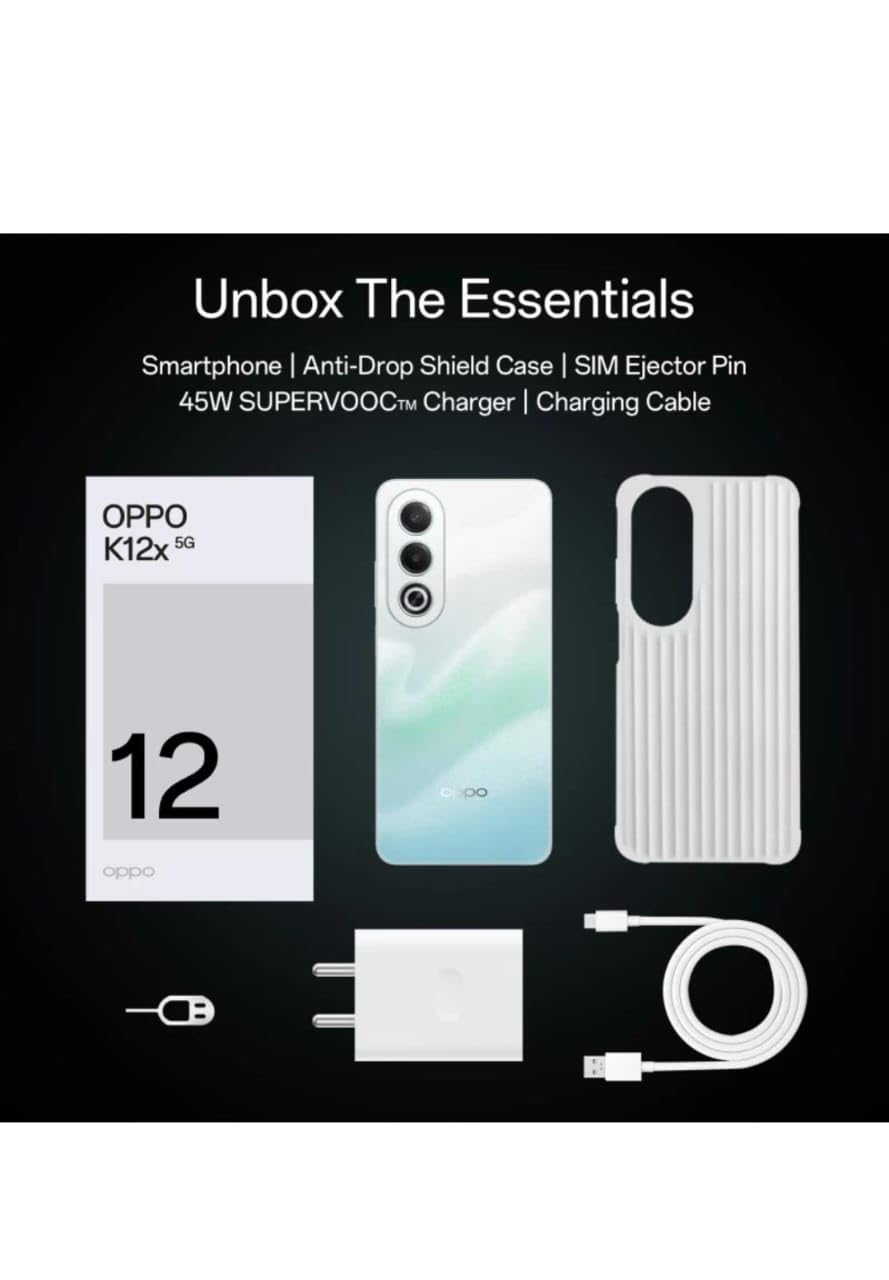 Unbox The Essentials
Smartphone | Anti-Drop Shield Case | SIM Ejector Pin
45W SUPERVOOC™ Charger | Charging Cable
OPPO
K12x 5G
12
oppo
oppo